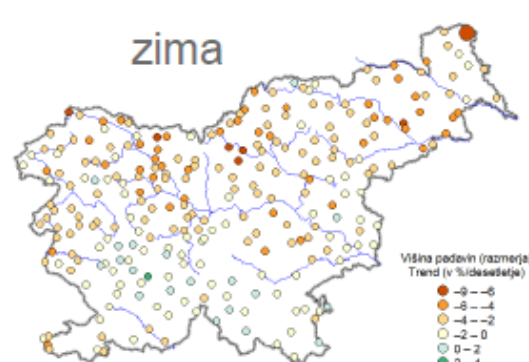 zima
Višina padavin (razmerja)
Trend (v %/desetletje)
-9 – -6
-6 – -4
-4 – -2
-2 – 0
0 – 2